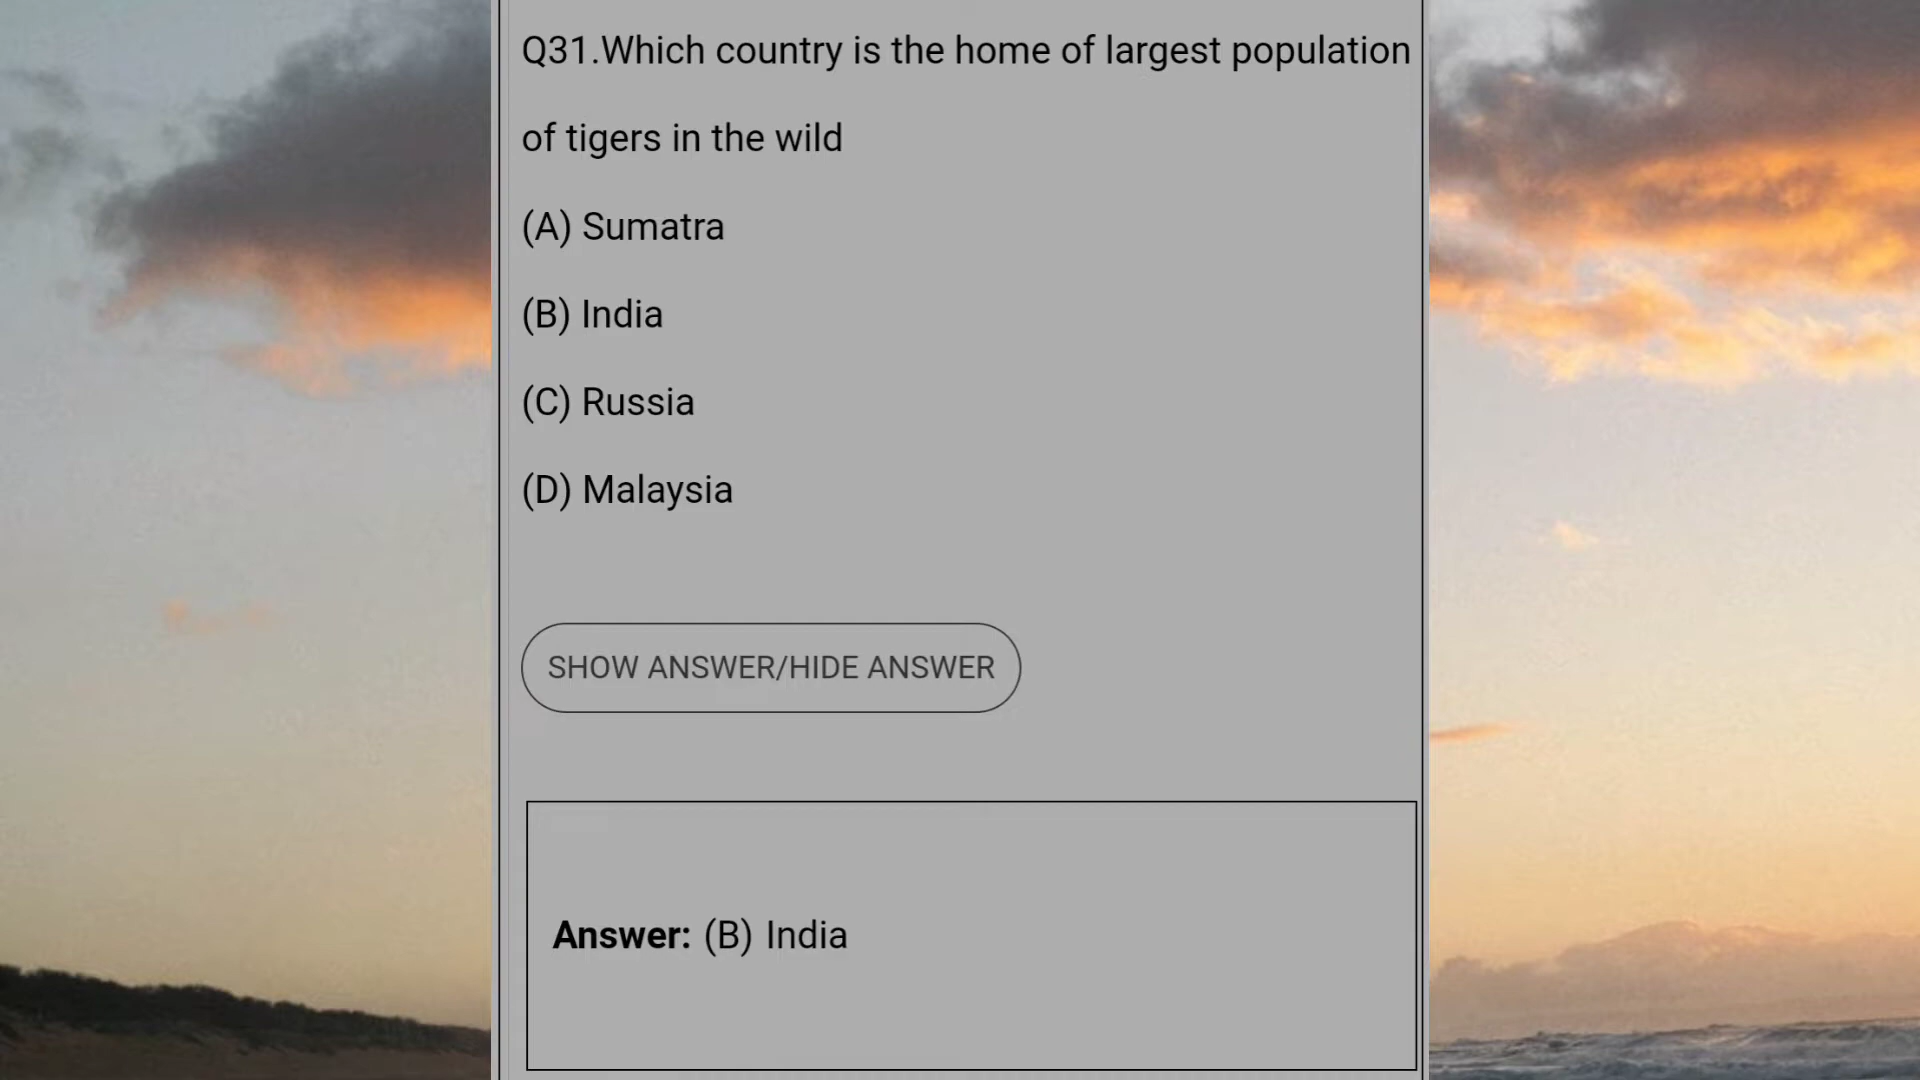 Q31.Which country is the home of largest population
of tigers in the wild
(A) Sumatra
(B) India
(C) Russia
(D) Malaysia
SHOW ANSWER/HIDE ANSWER
Answer: (B) India